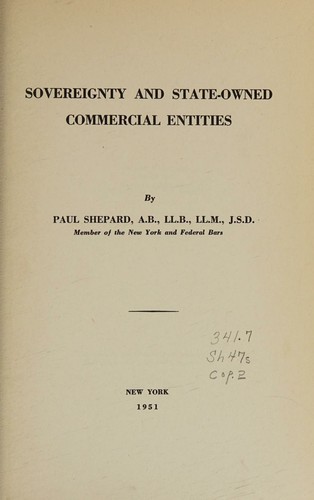 SOVEREIGNTY AND STATE-OWNED
COMMERCIAL ENTITIES
By
PAUL SHEPARD, A.B., LL.B., LL.M., J.S.D.
Member of the New York and Federal Bars
341.7
Sh47s
Cop.2
NEW YORK
1951